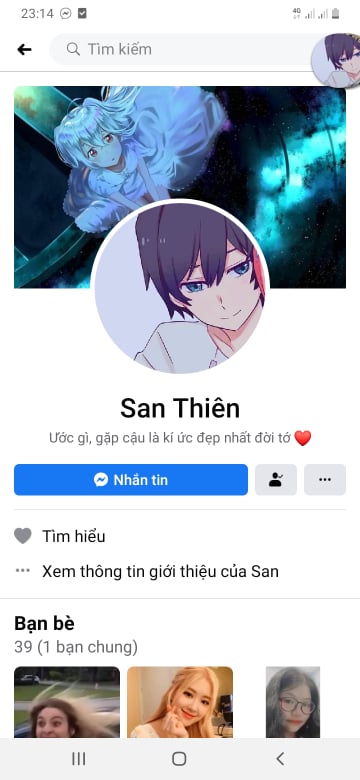 23:14
4G
Tìm kiếm
San Thiên
Ước gì, gặp cậu là kí ức đẹp nhất đời tớ ❤️
Nhắn tin
Tìm hiểu
Xem thông tin giới thiệu của San
Bạn bè
39 (1 bạn chung)